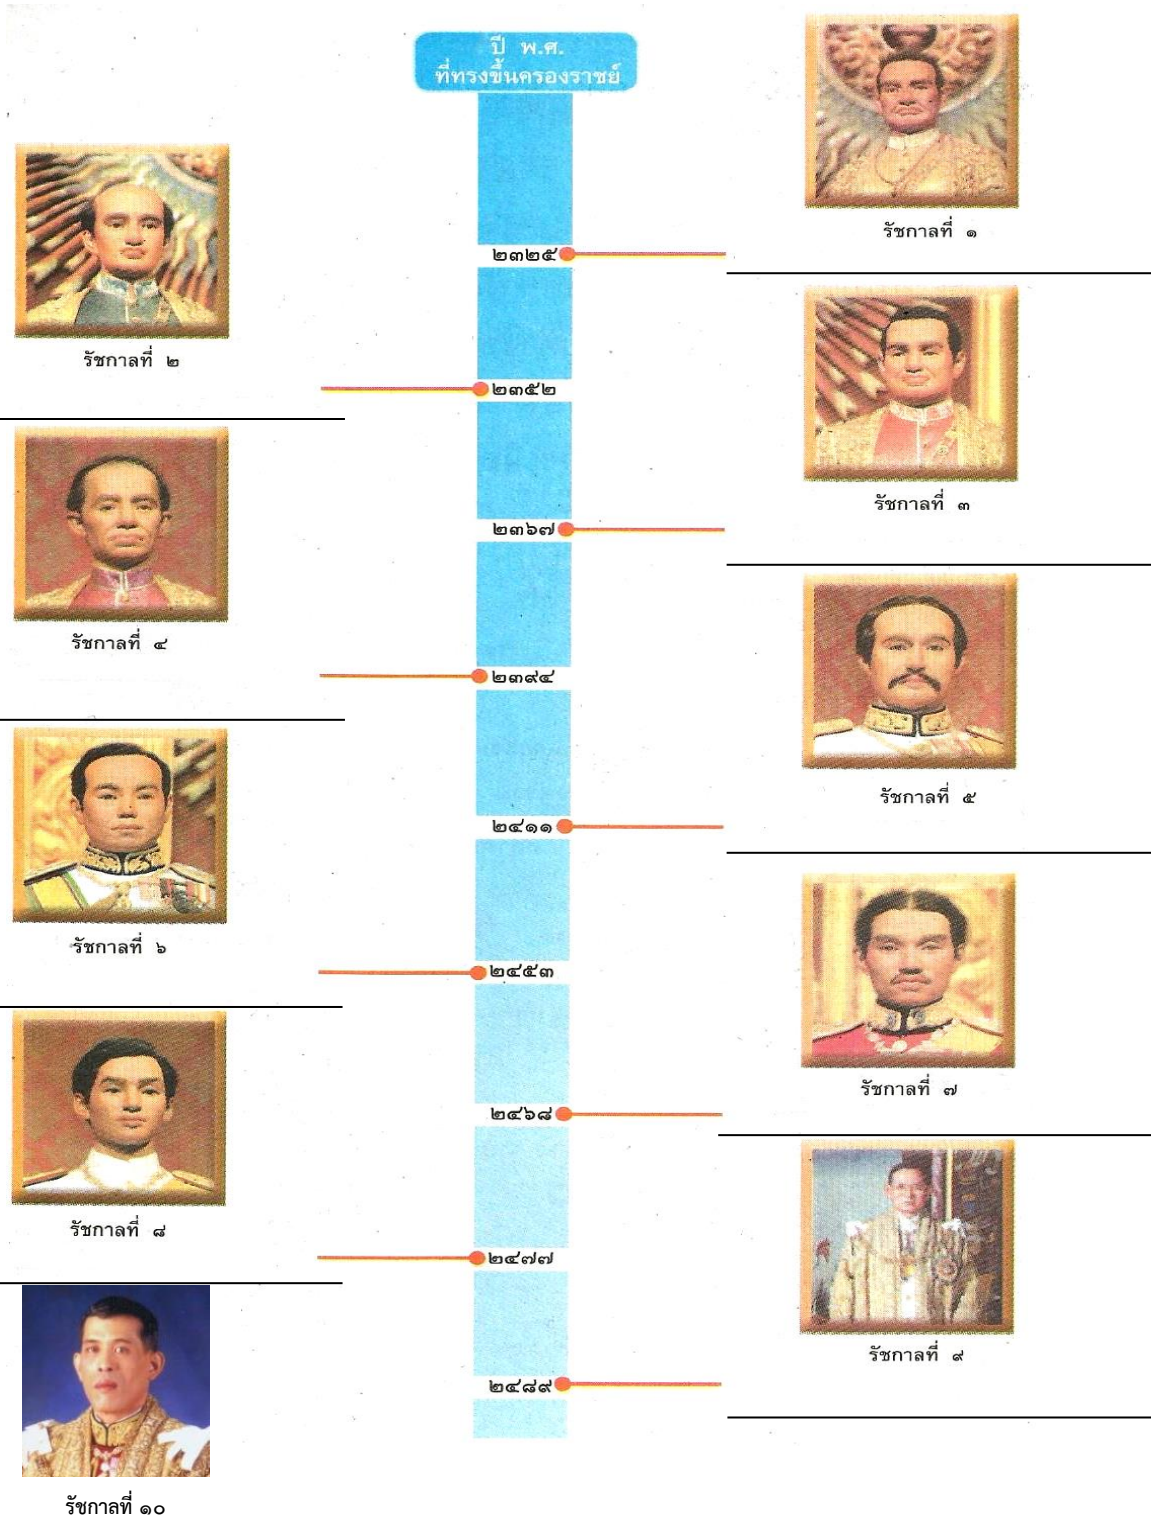 ปี พ.ศ.
ที่ทรงขึ้นครองราชย์
รัชกาลที่ ๑
๒๓๒๕
รัชกาลที่ ๒
๒๓๕๒
รัชกาลที่ ๓
๒๓๖๗
รัชกาลที่ ๔
๒๓๙๔
รัชกาลที่ ๕
๒๔๑๑
รัชกาลที่ ๖
๒๔๕๓
รัชกาลที่ ๗
๒๔๖๘
รัชกาลที่ ๘
๒๔๗๗
รัชกาลที่ ๙
๒๔๘๙
รัชกาลที่ ๑๐